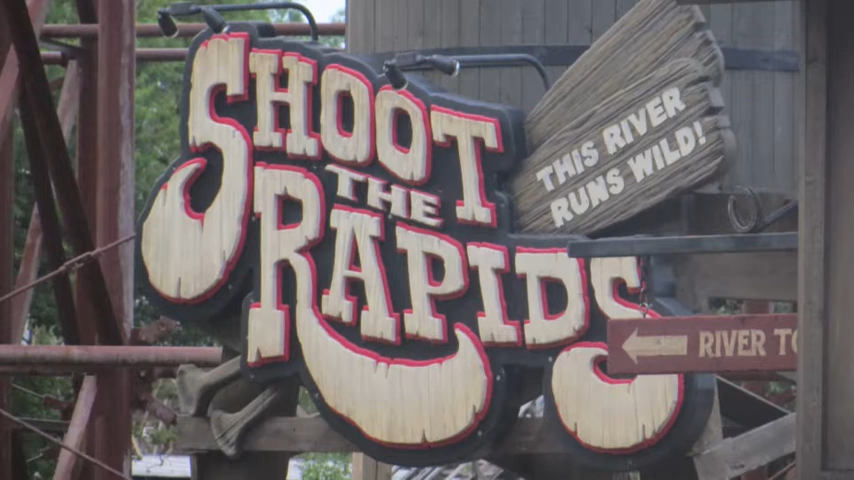 SHOOT
THE
RAPIDS
THIS RIVER
RUNS WILD!
RIVER